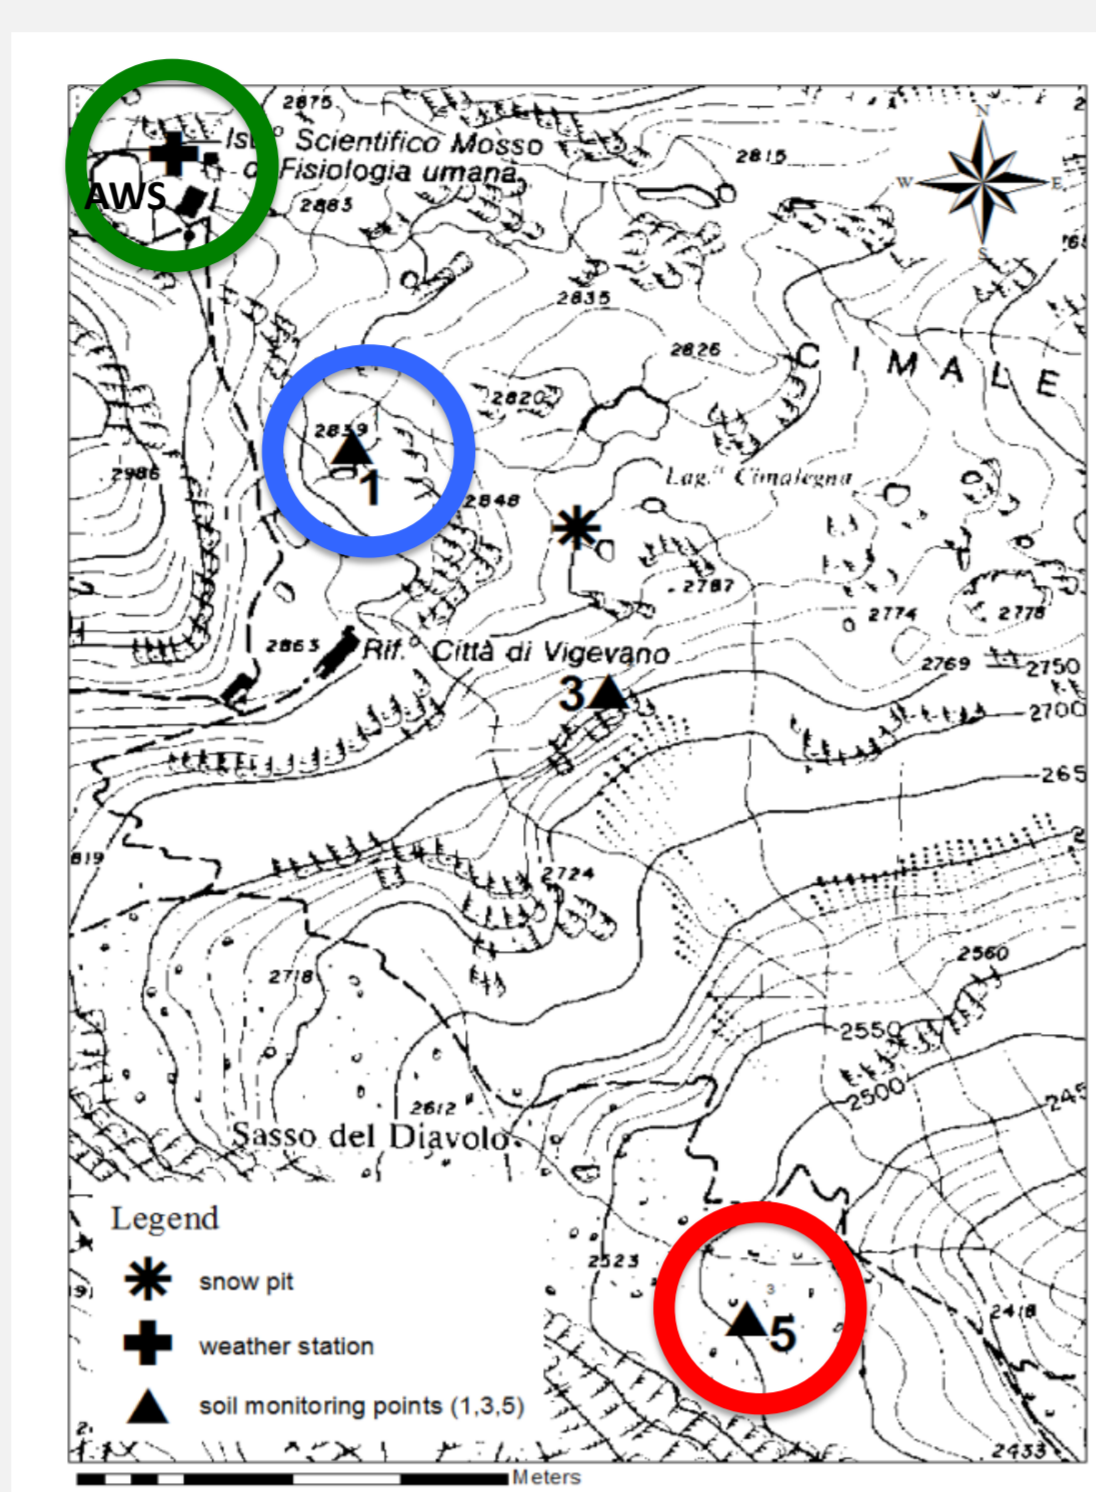 2875
Ist.° Scientifico Mosso
di Fisiologia umana
AWS
2883
2815
N
W
E
S
2835
2826
CIMALE
2820
2859
1
2986
2848
Lag.ⁱ Cimalegna
2787
2774
2778
2863
Rif.° Città di Vigevano
2769
2750
3
2700
265
819
2724
2718
2560
2550
2500
245
2612
Sasso del Diavolo
Legend
snow pit
weather station
soil monitoring points (1,3,5)
2523
3
5
2418
2433
Meters